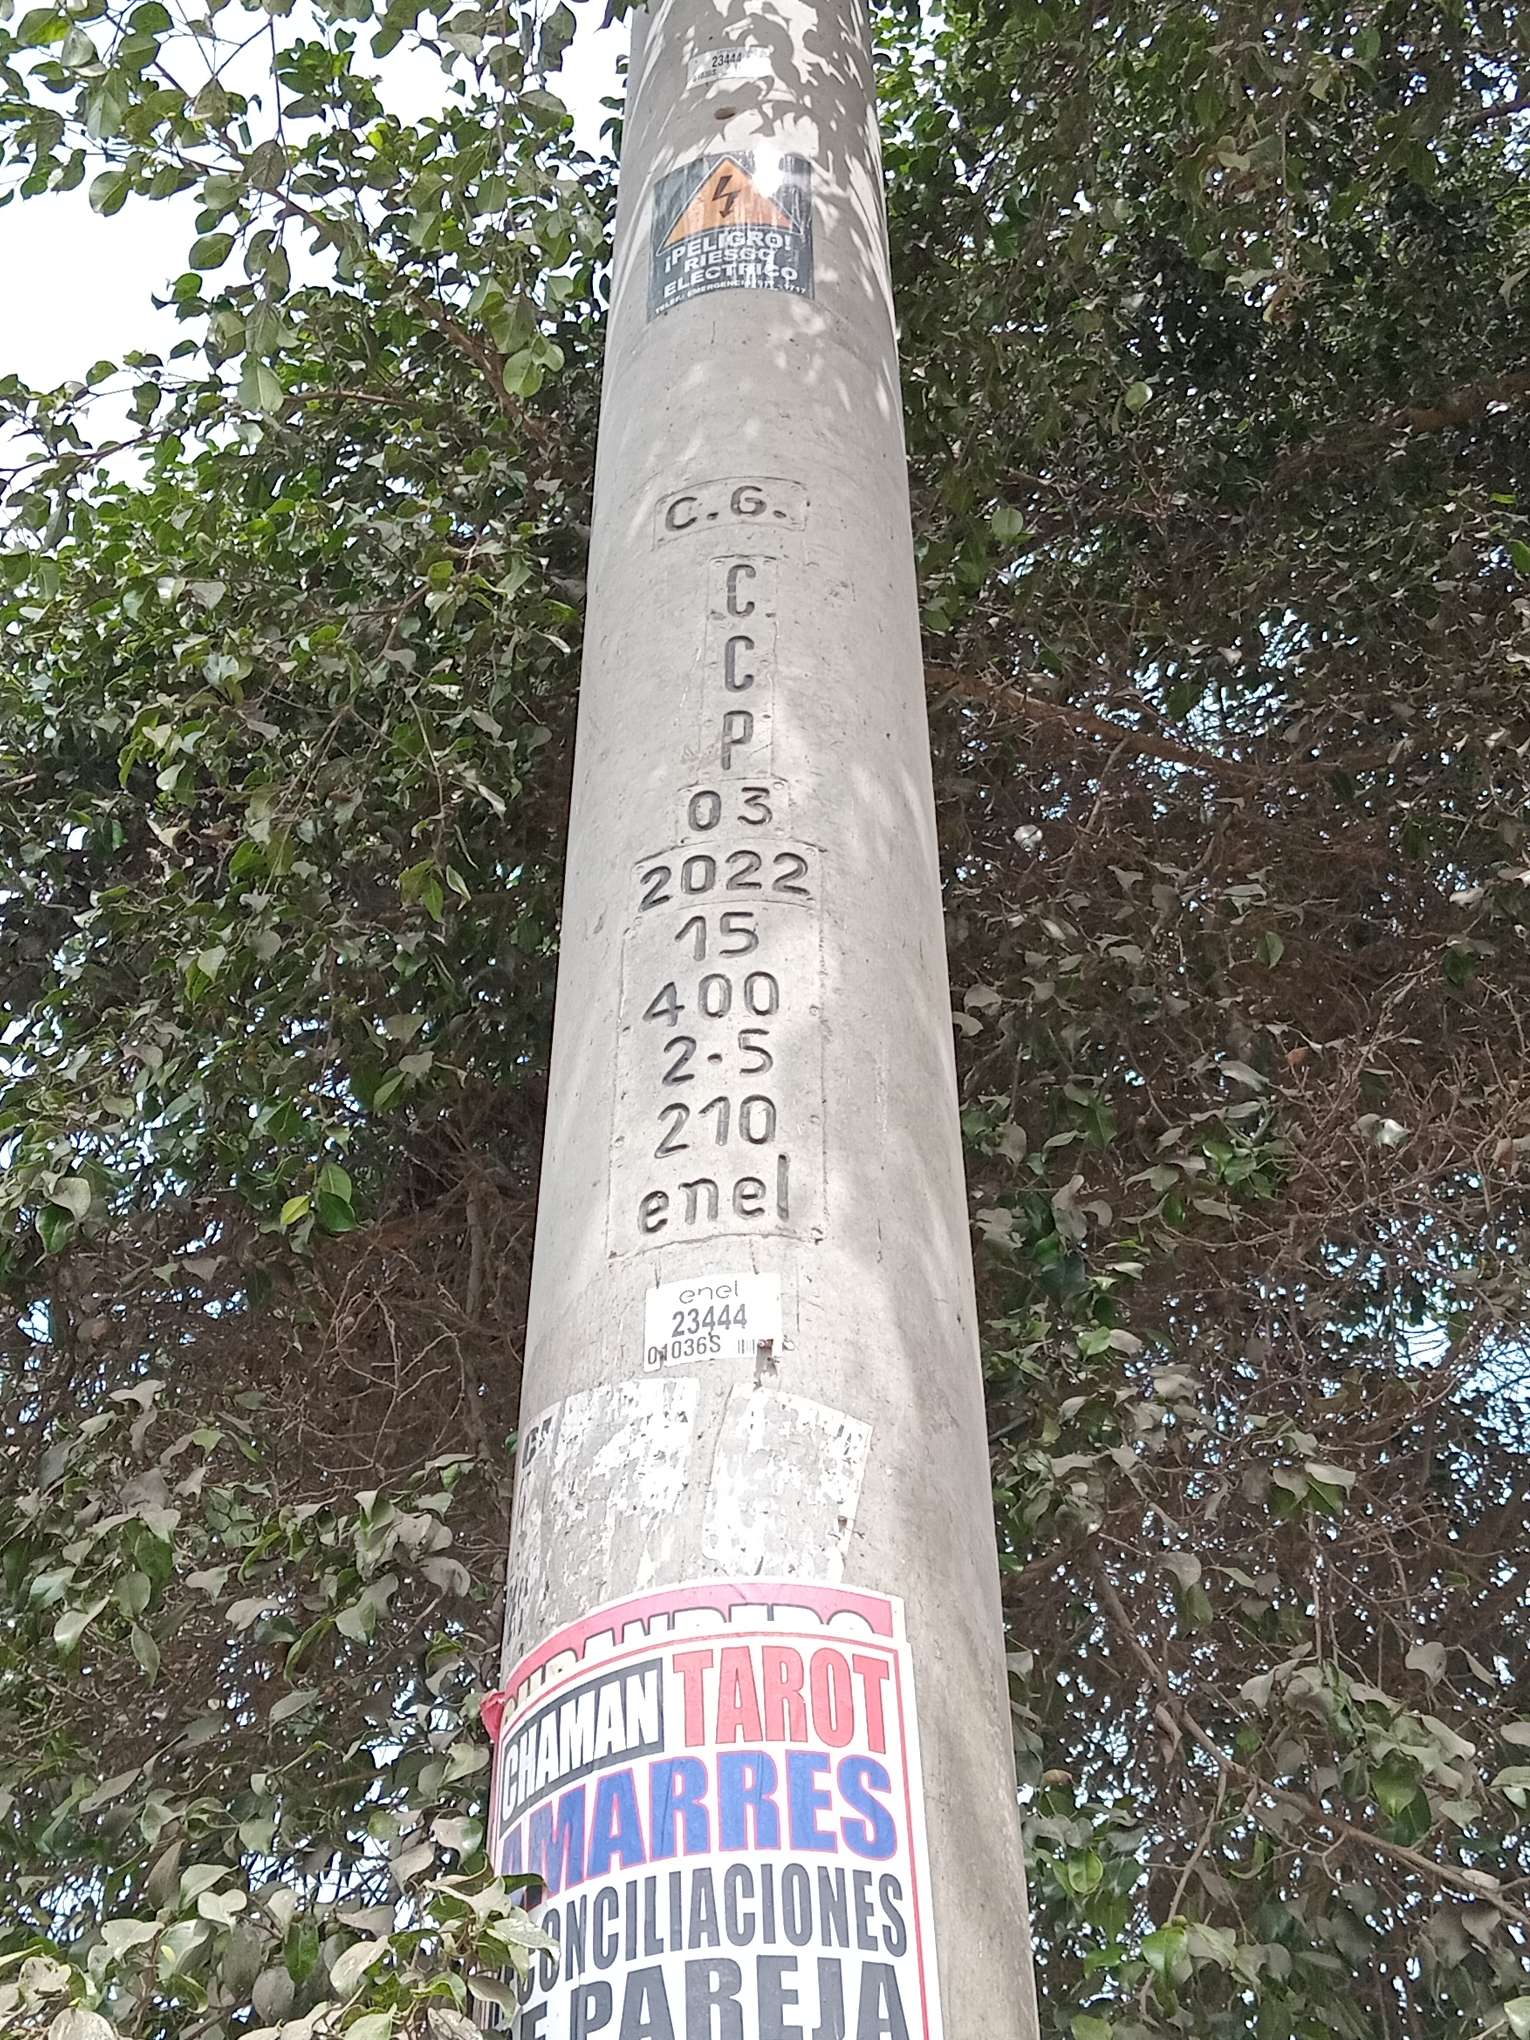 23444
¡PELIGRO!
RIESGO
ELECTRICO
C.G.
C
C
P
03
2022
15
400
2.5
210
enel
enel
23444
01036S
CHAMAN TAROT
AMARRES
CONCILIACIONES
PAREJA